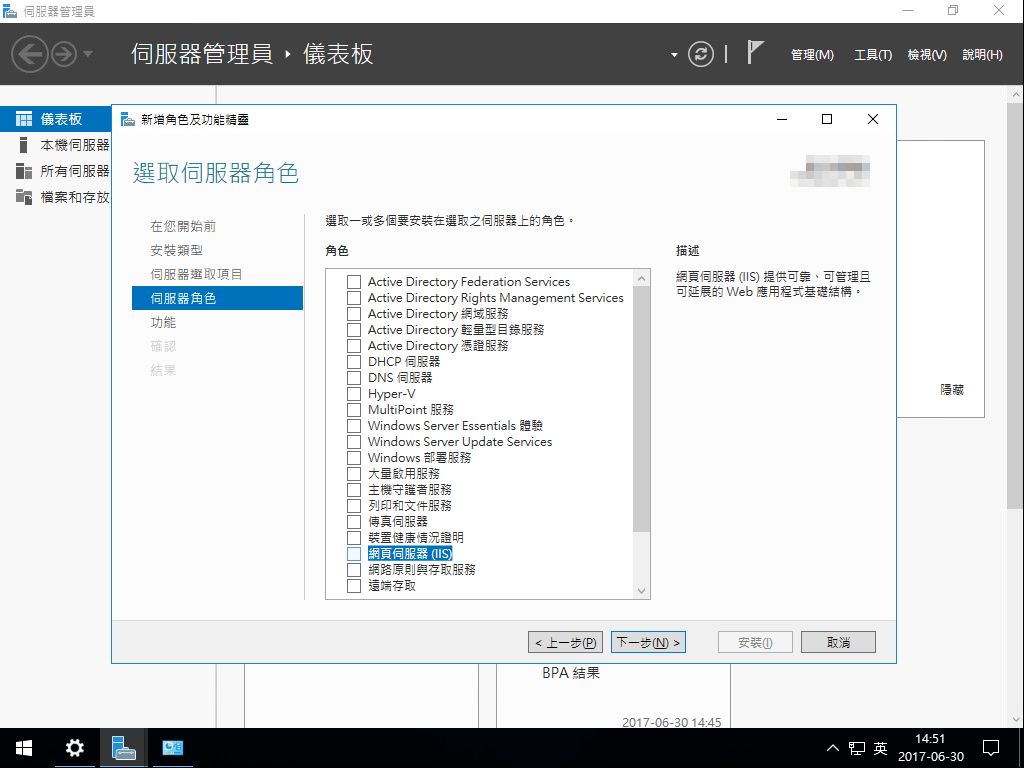 伺服器管理員
伺服器管理員 ‣ 儀表板
管理(M) 工具(T) 檢視(V) 說明(H)
儀表板
本機伺服器
所有伺服器
檔案和存放
新增角色及功能精靈
選取伺服器角色
在您開始前
安裝類型
伺服器選取項目
伺服器角色
功能
確認
結果
選取一或多個要安裝在選取之伺服器上的角色。
角色
Active Directory Federation Services
Active Directory Rights Management Services
Active Directory 網域服務
Active Directory 輕量型目錄服務
Active Directory 憑證服務
DHCP 伺服器
DNS 伺服器
Hyper-V
MultiPoint 服務
Windows Server Essentials 體驗
Windows Server Update Services
Windows 部署服務
大量啟用服務
主機守護者服務
列印和文件服務
傳真伺服器
裝置健康情況證明
網頁伺服器 (IIS)
網路原則與存取服務
遠端存取
描述
網頁伺服器 (IIS) 提供可靠、可管理且
可延展的 Web 應用程式基礎結構。
隱藏
< 上一步(P) 下一步(N) > 安裝(I) 取消
BPA 結果
2017-06-30 14:45
英
14:51
2017-06-30